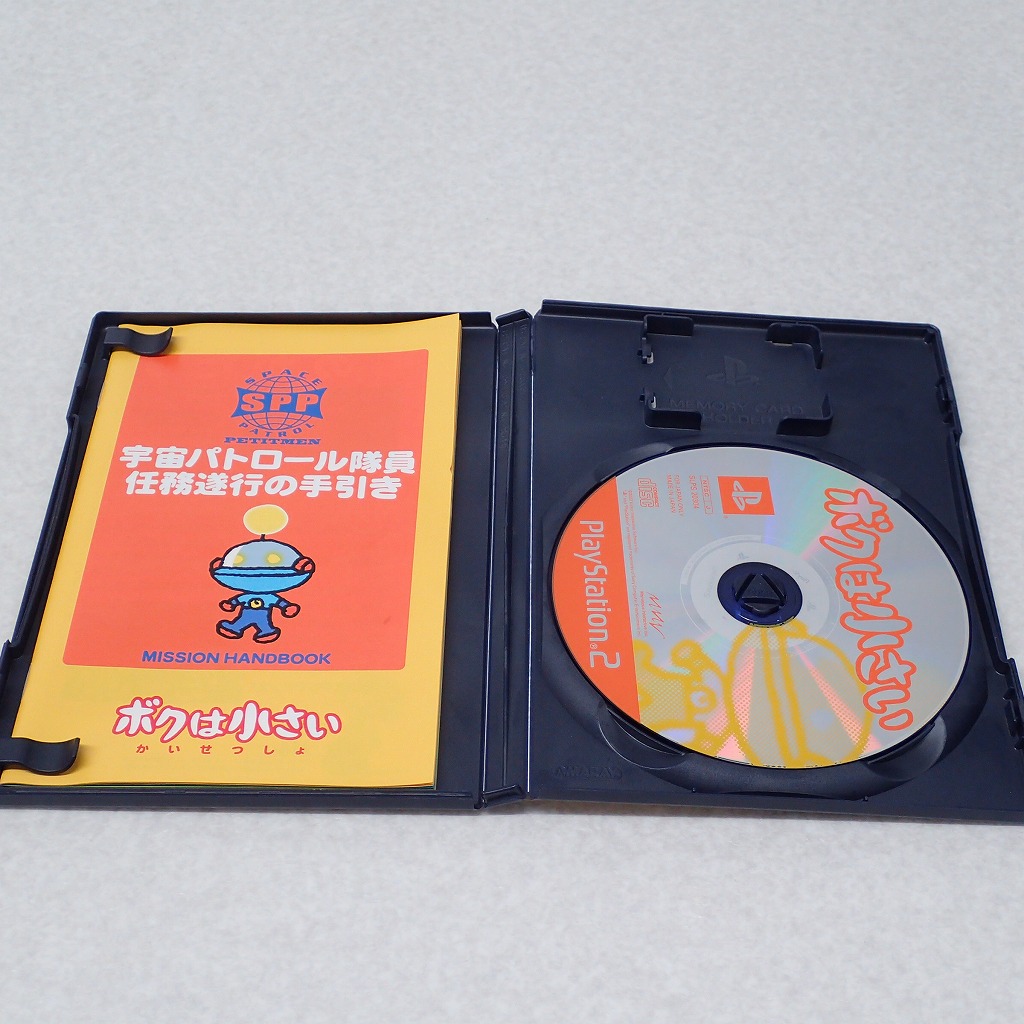 SPACE
SPP
PATROL
PETITMEN
宇宙パトロール隊員
任務遂行の手引き
MISSION HANDBOOK
ボクは小さい
かいせつしょ
MEMORY CARD
HOLDER
ボクは小さい
PlayStation®2
disc
AMARAY